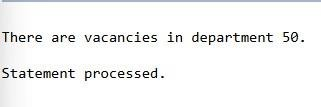 There are vacancies in department 50.
Statement processed.